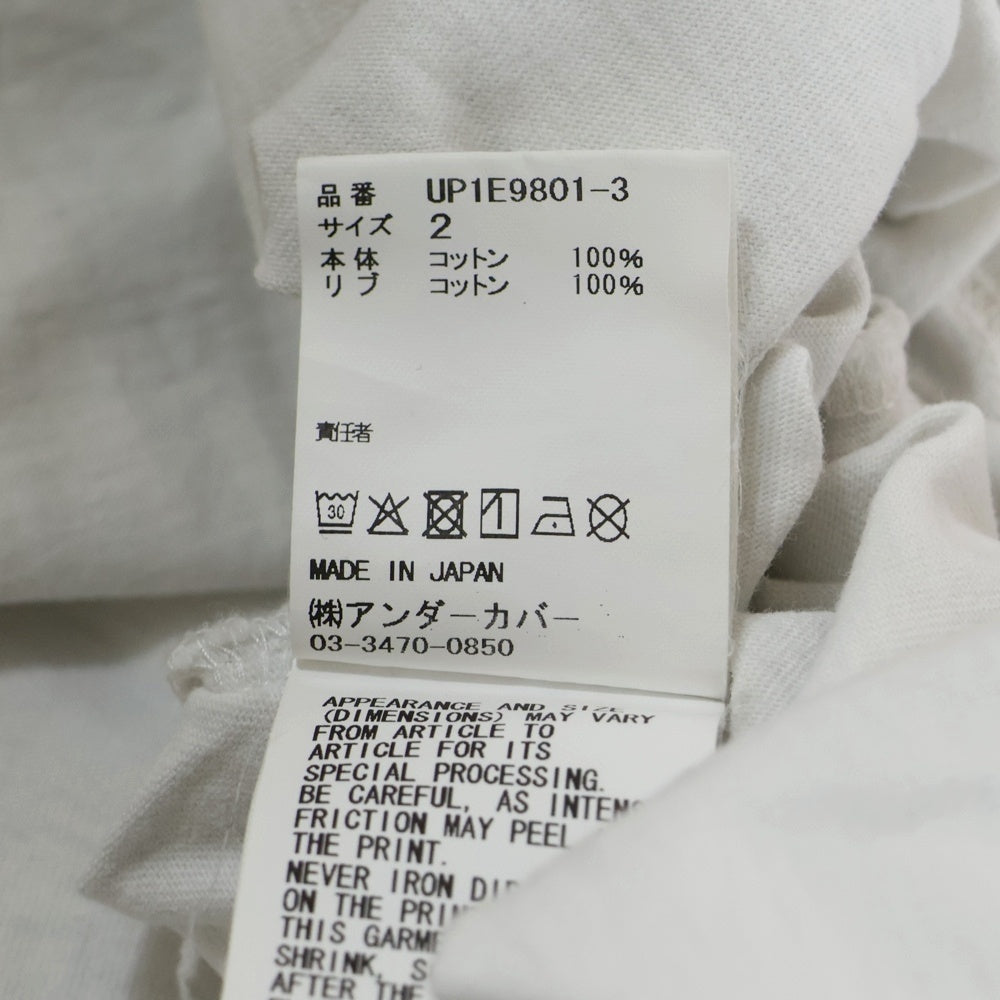 品番 UP1E9801-3
サイズ 2
本体 コットン 100%
リブ コットン 100%
責任者
30
MADE IN JAPAN
㈱アンダーカバー
03-3470-0850
APPEARANCE AND SIZE
(DIMENSIONS) MAY VARY
FROM ARTICLE TO
ARTICLE FOR ITS
SPECIAL PROCESSING.
BE CAREFUL, AS
FRICTION MAY PEEL
THE PRINT.
NEVER IRON
ON THE
THIS
SHRINK,
AFTER THE